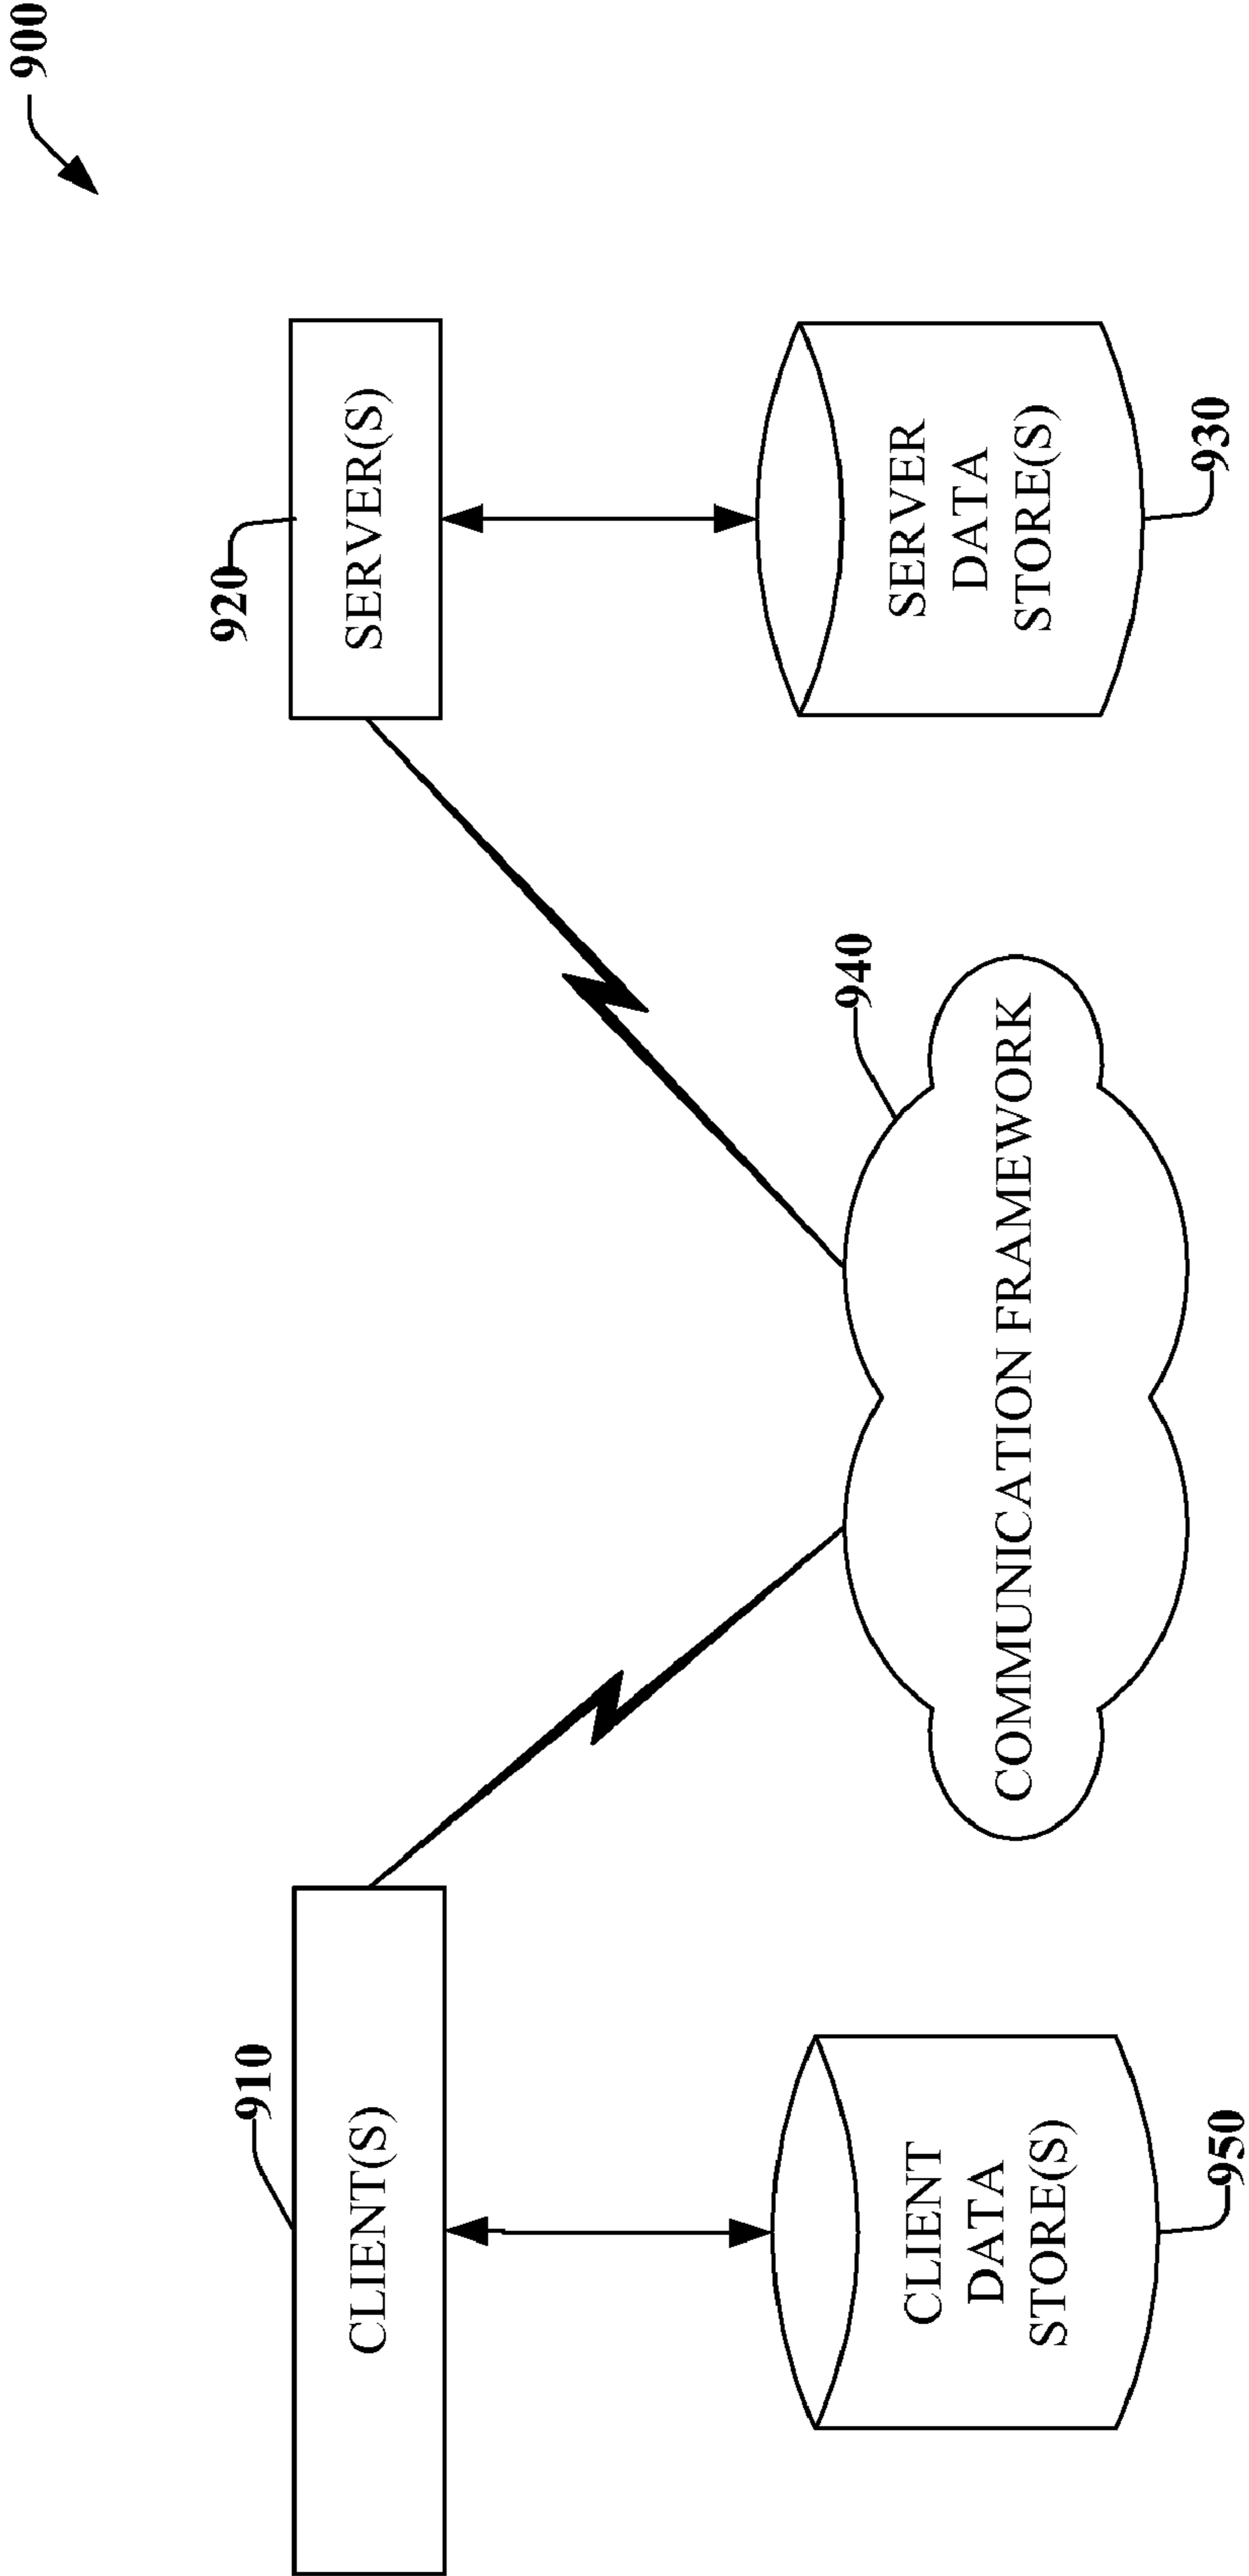 900
910
CLIENT(S)
920
SERVER(S)
940
COMMUNICATION FRAMEWORK
CLIENT
DATA
STORE(S)
950
SERVER
DATA
STORE(S)
930